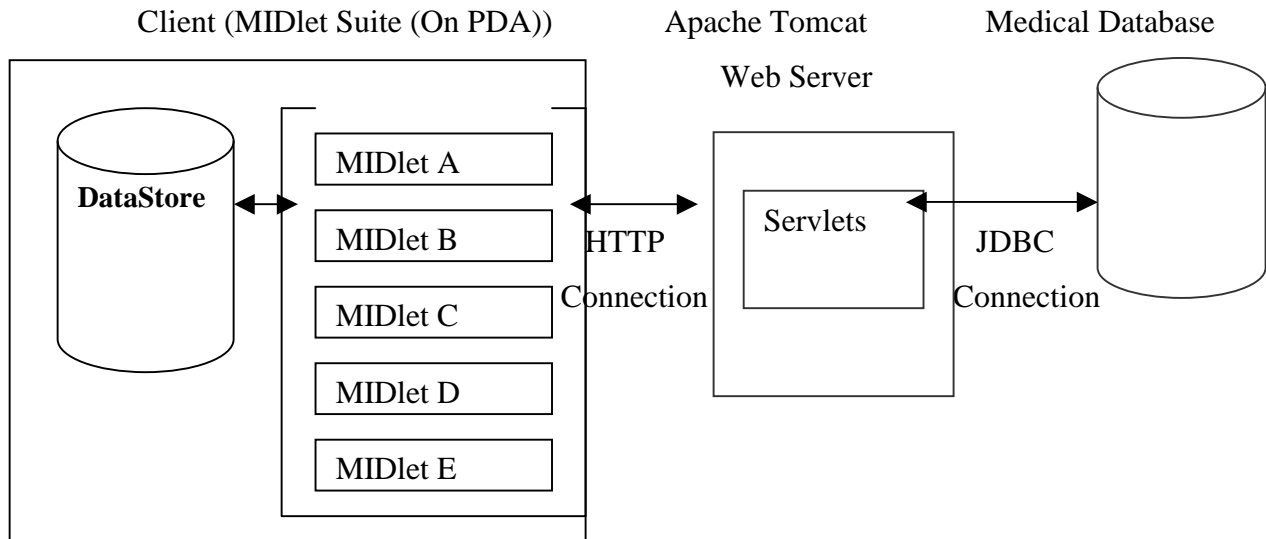 Client (MIDlet Suite (On PDA))
Apache Tomcat
Web Server
Medical Database
DataStore
MIDlet A
MIDlet B
MIDlet C
MIDlet D
MIDlet E
HTTP
Connection
Servlets
JDBC
Connection